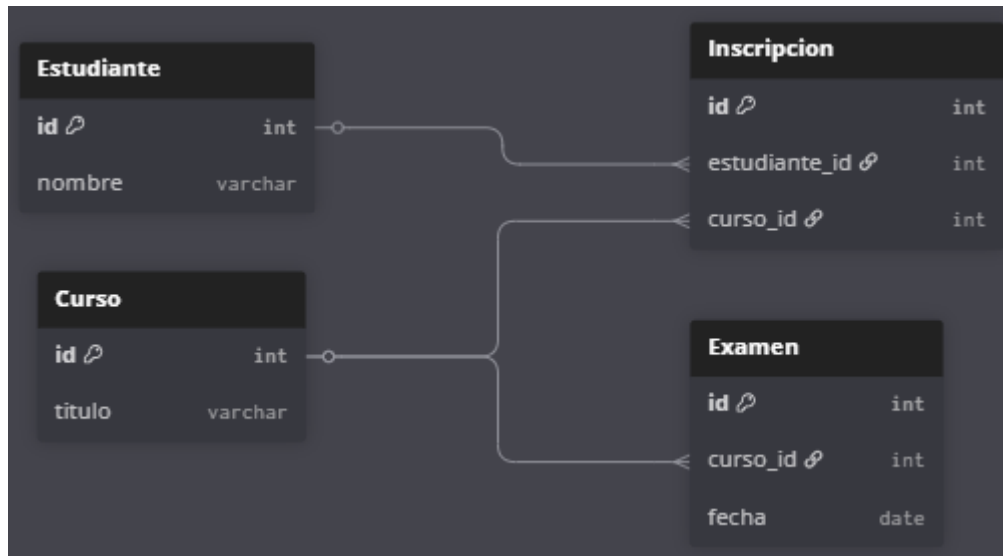 Estudiante
id int
nombre varchar
Curso
id int
titulo varchar
Inscripcion
id int
estudiante_id int
curso_id int
Examen
id int
curso_id int
fecha date